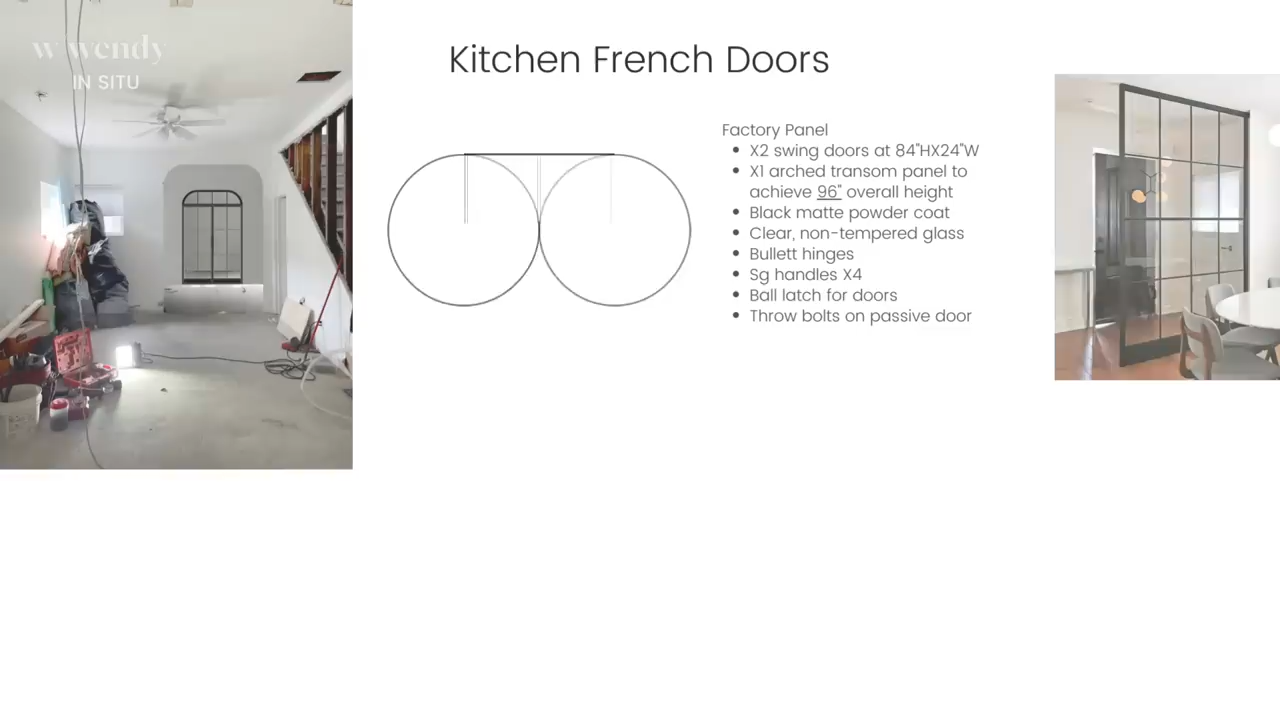 w wendy
IN SITU
Kitchen French Doors
Factory Panel
• X2 swing doors at 84"HX24"W
• X1 arched transom panel to
achieve 96" overall height
• Black matte powder coat
• Clear, non-tempered glass
• Bullett hinges
• Sg handles X4
• Ball latch for doors
• Throw bolts on passive door